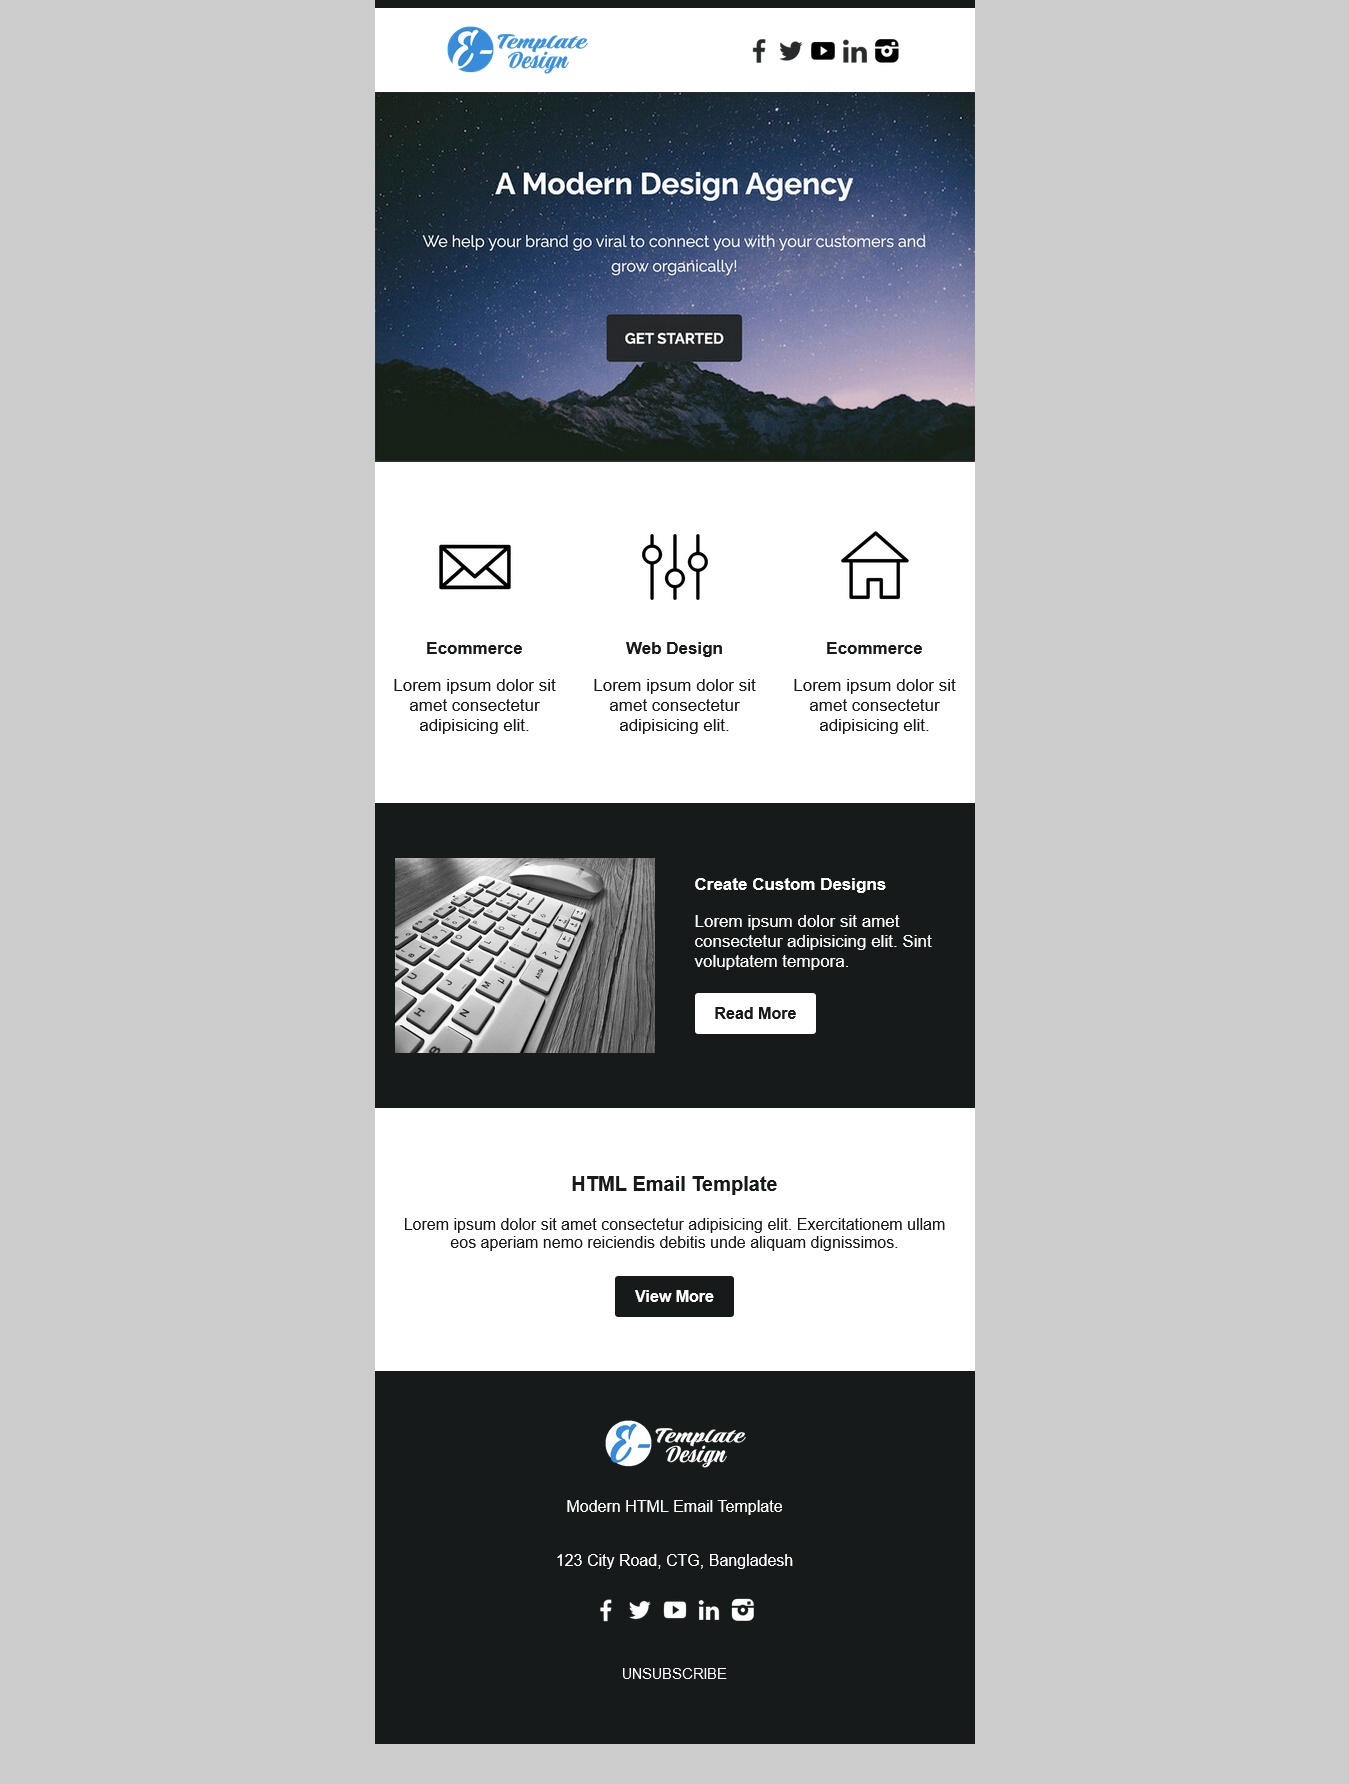 E-Template
Design
A Modern Design Agency
We help your brand go viral to connect you with your customers and
grow organically!
GET STARTED
Ecommerce
Lorem ipsum dolor sit
amet consectetur
adipisicing elit.
Web Design
Lorem ipsum dolor sit
amet consectetur
adipisicing elit.
Ecommerce
Lorem ipsum dolor sit
amet consectetur
adipisicing elit.
Create Custom Designs
Lorem ipsum dolor sit amet
consectetur adipisicing elit. Sint
voluptatem tempora.
Read More
HTML Email Template
Lorem ipsum dolor sit amet consectetur adipisicing elit. Exercitationem ullam
eos aperiam nemo reiciendis debitis unde aliquam dignissimos.
View More
E-Template
Design
Modern HTML Email Template
123 City Road, CTG, Bangladesh
UNSUBSCRIBE